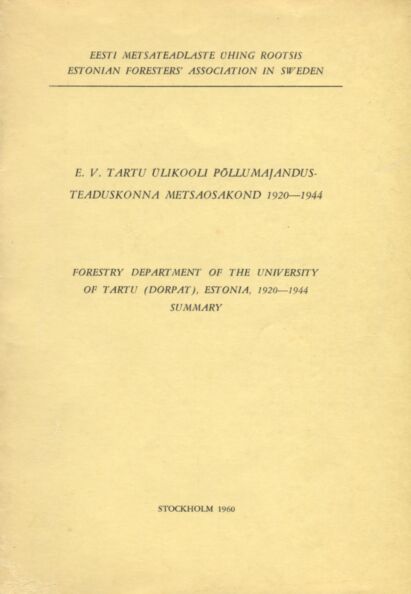 EESTI METSATEADLASTE ÜHING ROOTSIS
ESTONIAN FORESTERS' ASSOCIATION IN SWEDEN
E. V. TARTU ÜLIKOOLI PÕLLUMAJANDUS-
TEADUSKONNA METSAOSAKOND 1920—1944
FORESTRY DEPARTMENT OF THE UNIVERSITY
OF TARTU (DORPAT), ESTONIA, 1920—1944
SUMMARY
STOCKHOLM 1960